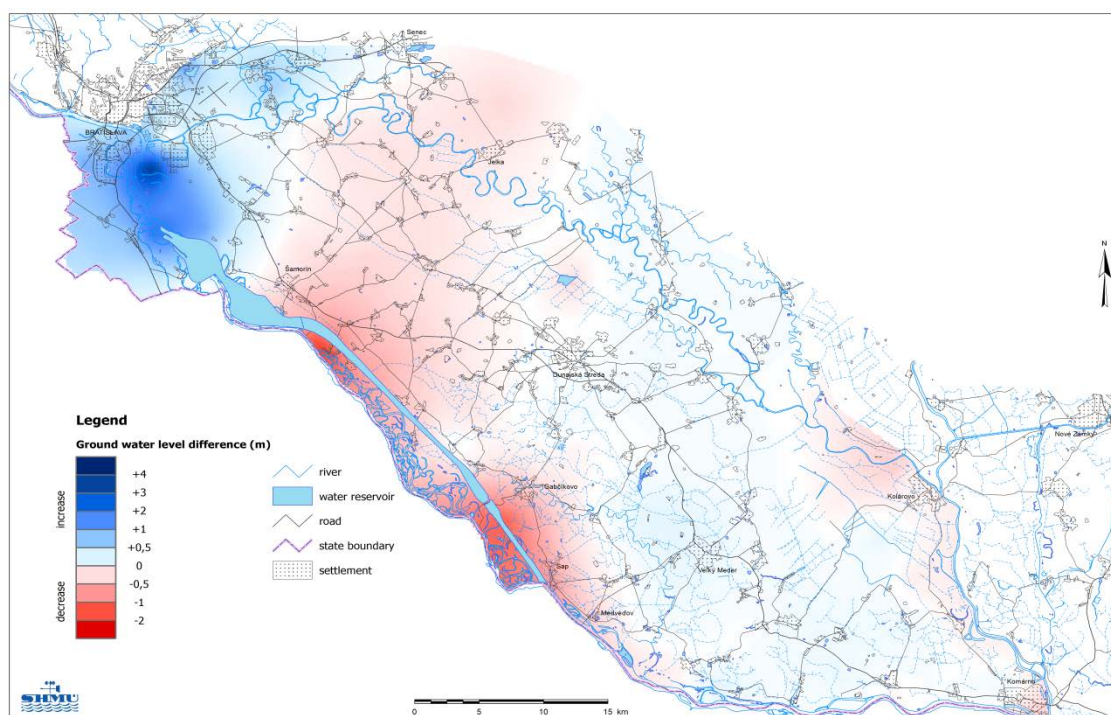 Senec
BRATISLAVA
Jelka
N
Šamorín
Dunajská Streda
Nové Zámky
Gabčíkovo
Kolárovo
Veľký Meder
Sap
Medveďov
Komárno
Legend
Ground water level difference (m)
increase
decrease
+4
+3
+2
+1
+0,5
0
-0,5
-1
-2
river
water reservoir
road
state boundary
settlement
SHMÚ
0 5 10 15 km